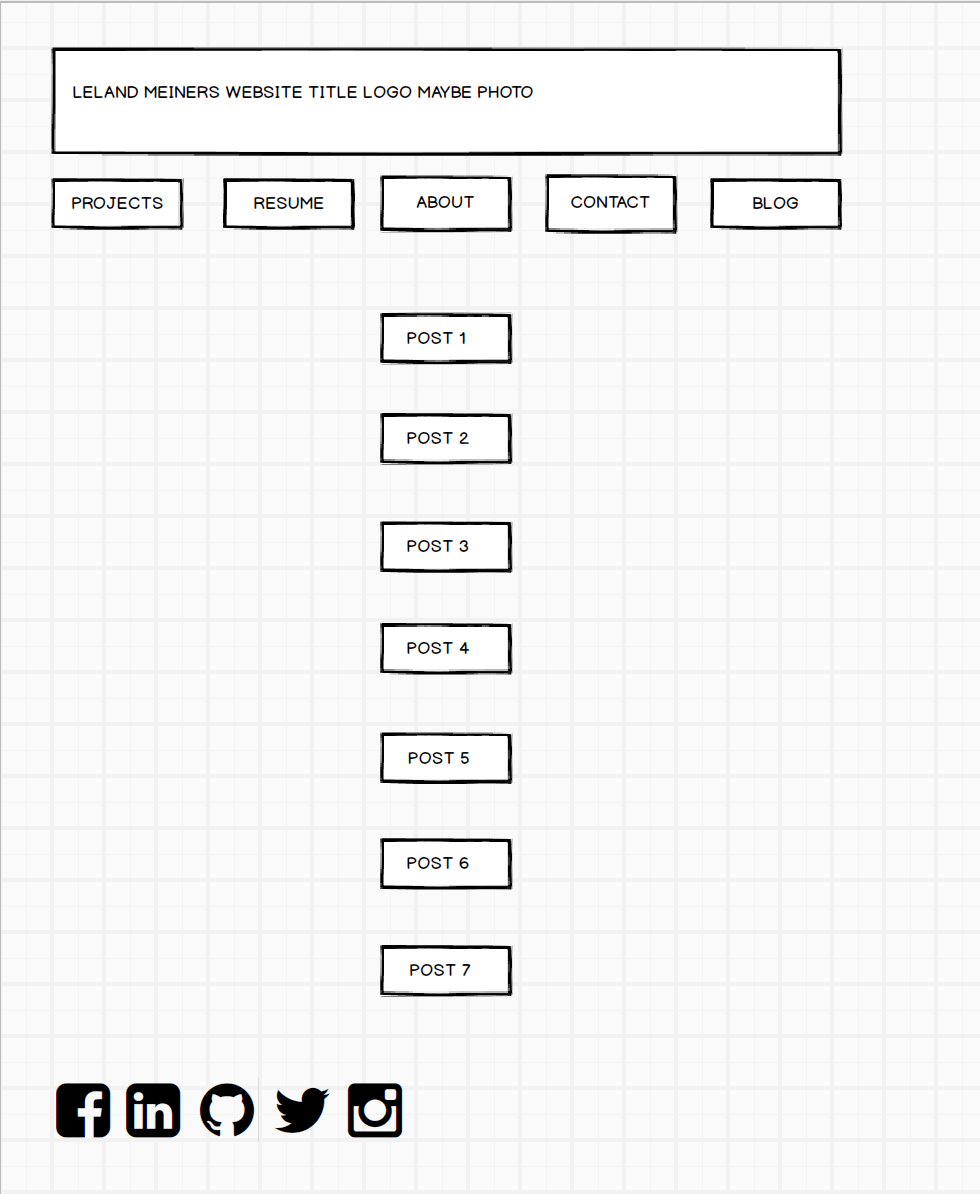 LELAND MEINERS WEBSITE TITLE LOGO MAYBE PHOTO
PROJECTS RESUME ABOUT CONTACT BLOG
POST 1
POST 2
POST 3
POST 4
POST 5
POST 6
POST 7
in